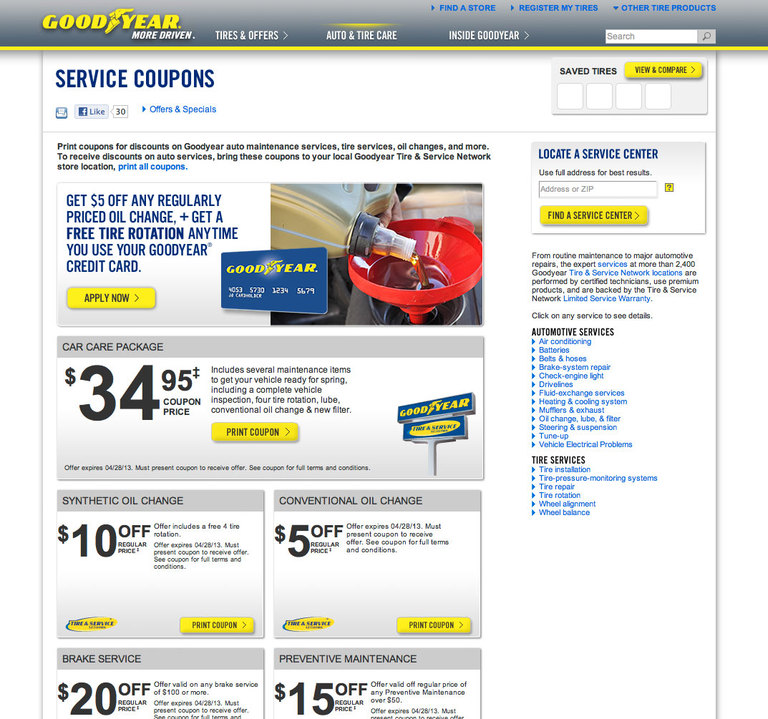 GOODYEAR
MORE DRIVEN.
FIND A STORE
REGISTER MY TIRES
OTHER TIRE PRODUCTS
TIRES & OFFERS
AUTO & TIRE CARE
INSIDE GOODYEAR
Search
SERVICE COUPONS
Like 30
Offers & Specials
SAVED TIRES
VIEW & COMPARE
Print coupons for discounts on Goodyear auto maintenance services, tire services, oil changes, and more.
To receive discounts on auto services, bring these coupons to your local Goodyear Tire & Service Network
store location, print all coupons.
GET $5 OFF ANY REGULARLY
PRICED OIL CHANGE, + GET A
FREE TIRE ROTATION ANYTIME
YOU USE YOUR GOODYEAR®
CREDIT CARD.
APPLY NOW
GOODYEAR
4053 5730 1234 5679
JO CARDHOLDER
CAR CARE PACKAGE
$34 95‡
COUPON
PRICE
Includes several maintenance items
to get your vehicle ready for spring,
including a complete vehicle
inspection, four tire rotation, lube,
conventional oil change & new filter.
PRINT COUPON
GOODYEAR
TIRE & SERVICE
Offer expires 04/28/13. Must present coupon to receive offer. See coupon for full terms and conditions.
SYNTHETIC OIL CHANGE
$10 OFF
REGULAR
PRICE‡
Offer includes a free 4 tire
rotation.
Offer expires 04/28/13. Must
present coupon to receive offer.
See coupon for full terms and
conditions.
TIRE & SERVICE
NETWORK
PRINT COUPON
CONVENTIONAL OIL CHANGE
$5 OFF
REGULAR
PRICE‡
Offer expires 04/28/13. Must
present coupon to receive
offer. See coupon for full terms
and conditions.
TIRE & SERVICE
NETWORK
PRINT COUPON
BRAKE SERVICE
$20 OFF
REGULAR
PRICE‡
Offer valid on any brake service
of $100 or more.
Offer expires 04/28/13. Must
present coupon to receive offer.
See coupon for full terms and
PREVENTIVE MAINTENANCE
$15 OFF
REGULAR
PRICE‡
Offer valid off regular price of
any Preventive Maintenance
over $50.
Offer expires 04/28/13. Must
present coupon to receive offer.
See coupon for full terms and
LOCATE A SERVICE CENTER
Use full address for best results.
Address or ZIP
?
FIND A SERVICE CENTER
From routine maintenance to major automotive
repairs, the expert services at more than 2,400
Goodyear Tire & Service Network locations are
performed by certified technicians, use premium
products, and are backed by the Tire & Service
Network Limited Service Warranty.
Click on any service to see details.
AUTOMOTIVE SERVICES
Air conditioning
Batteries
Belts & hoses
Brake-system repair
Check-engine light
Drivelines
Fluid-exchange services
Heating & cooling system
Mufflers & exhaust
Oil change, lube, & filter
Steering & suspension
Tune-up
Vehicle Electrical Problems
TIRE SERVICES
Tire installation
Tire-pressure-monitoring systems
Tire repair
Tire rotation
Wheel alignment
Wheel balance